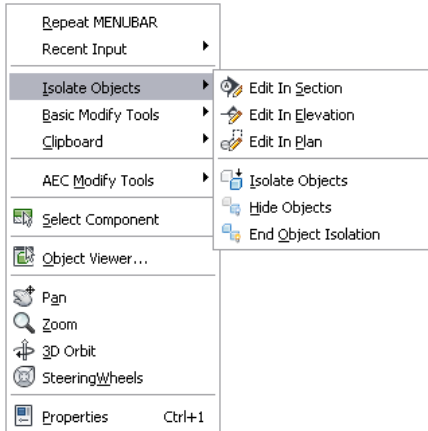 Repeat MENUBAR
Recent Input
Isolate Objects
Basic Modify Tools
Clipboard
AEC Modify Tools
Select Component
Object Viewer...
Pan
Zoom
3D Orbit
SteeringWheels
Properties Ctrl+1
Edit In Section
Edit In Elevation
Edit In Plan
Isolate Objects
Hide Objects
End Object Isolation